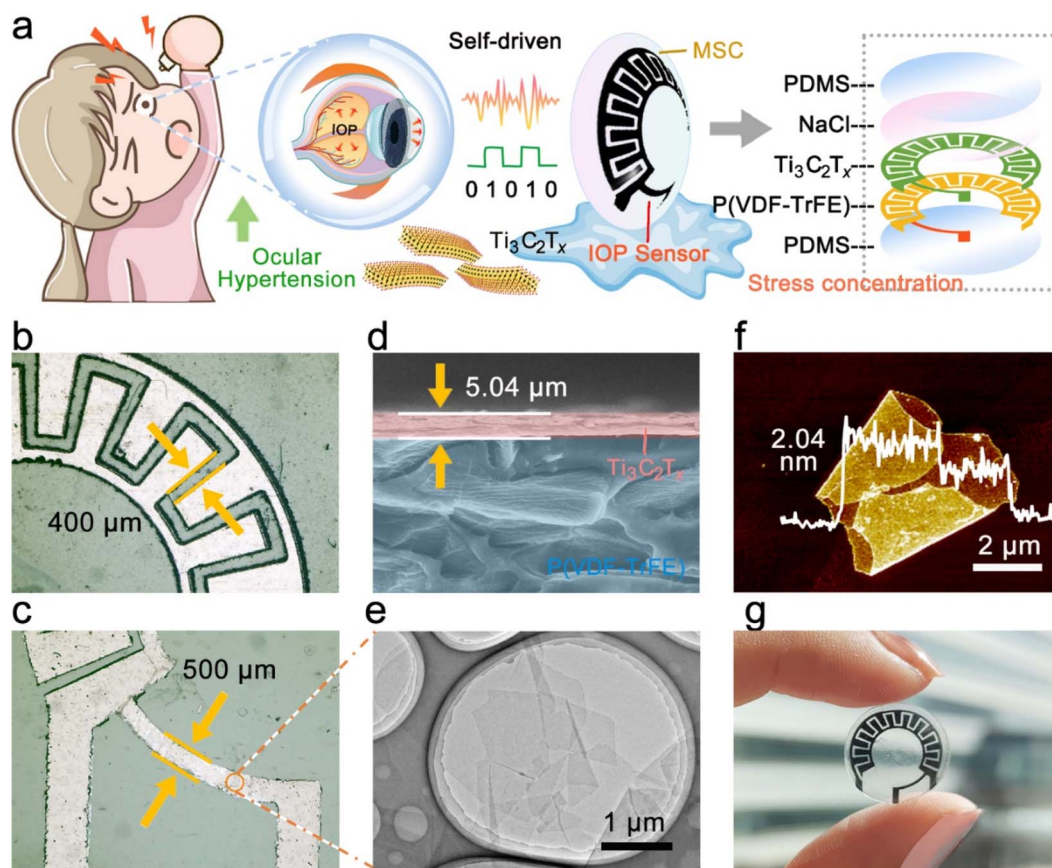 a
Self-driven
MSC
IOP
0 1 0 1 0
Ocular
Hypertension
Ti₃C₂Tₓ
IOP Sensor
PDMS---
NaCl---
Ti₃C₂Tₓ---
P(VDF-TrFE)---
PDMS---
Stress concentration
b
400 μm
c
500 μm
d
5.04 μm
Ti₃C₂Tₓ
P(VDF-TrFE)
e
1 μm
f
2.04
nm
2 μm
g